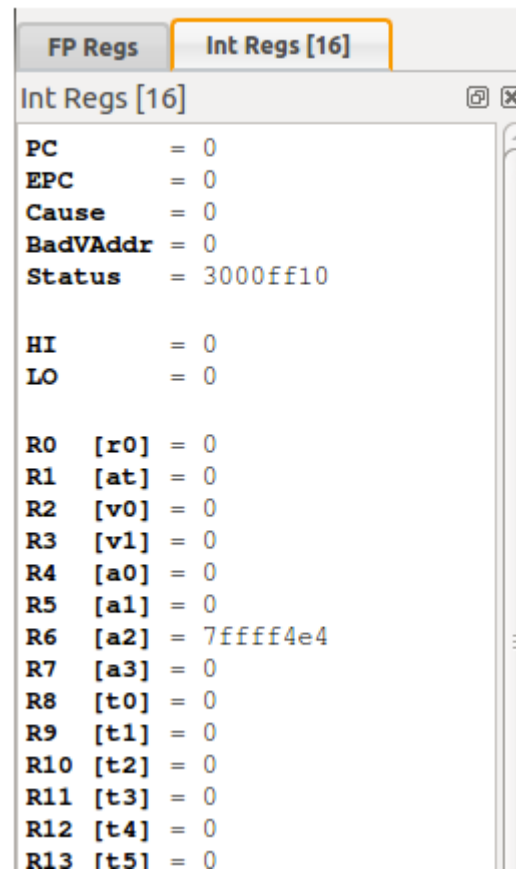 FP Regs Int Regs [16]
Int Regs [16]
PC = 0
EPC = 0
Cause = 0
BadVAddr = 0
Status = 3000ff10
HI = 0
LO = 0
R0 [r0] = 0
R1 [at] = 0
R2 [v0] = 0
R3 [v1] = 0
R4 [a0] = 0
R5 [a1] = 0
R6 [a2] = 7ffff4e4
R7 [a3] = 0
R8 [t0] = 0
R9 [t1] = 0
R10 [t2] = 0
R11 [t3] = 0
R12 [t4] = 0
R13 [t5] = 0